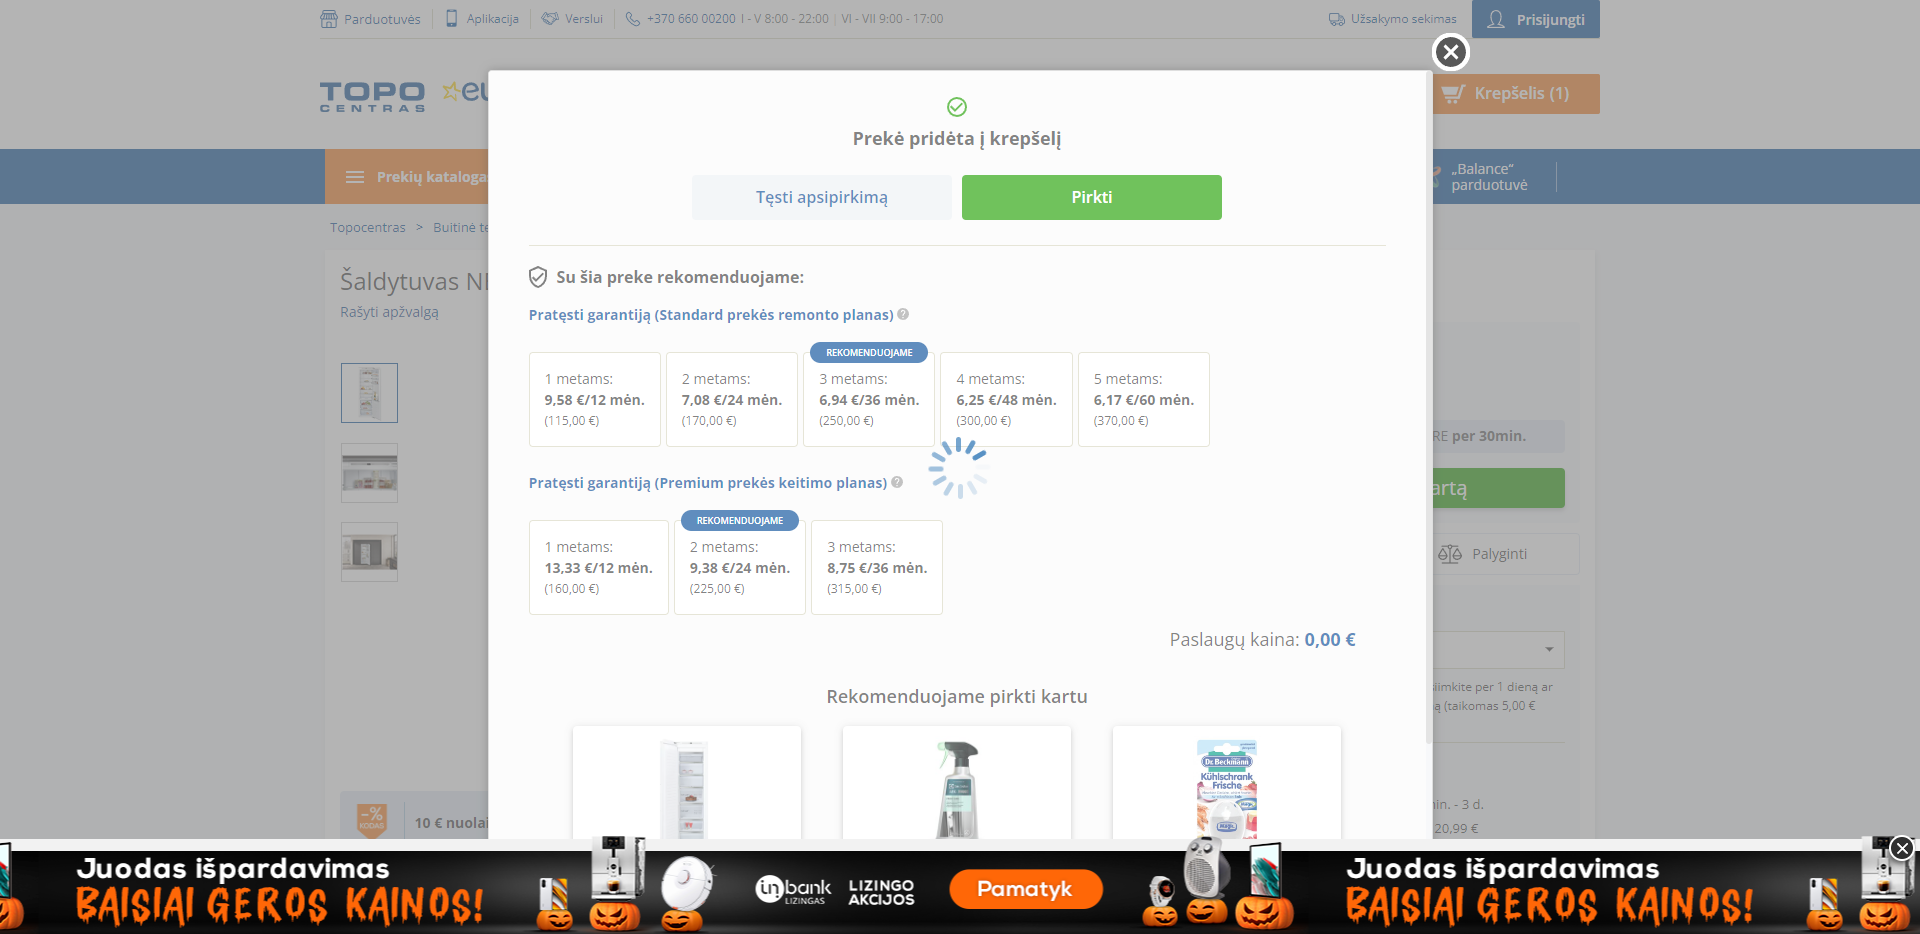 Parduotuvės
Aplikacija
Verslui
+370 660 00200 I - V 8:00 - 22:00 | VI - VII 9:00 - 17:00
Užsakymo sekimas
Prisijungti
TOPO
CENTRAS
Krepšelis (1)
Prekių kataloga
„Balance“
parduotuvė
Topocentras > Buitinė te
Šaldytuvas
Rašyti apžvalgą
Prekė pridėta į krepšelį
Tęsti apsipirkimą
Pirkti
Su šia preke rekomenduojame:
Pratęsti garantiją (Standard prekės remonto planas)
REKOMENDUOJAME
1 metams:
9,58 €/12 mėn.
(115,00 €)
2 metams:
7,08 €/24 mėn.
(170,00 €)
3 metams:
6,94 €/36 mėn.
(250,00 €)
4 metams:
6,25 €/48 mėn.
(300,00 €)
5 metams:
6,17 €/60 mėn.
(370,00 €)
Pratęsti garantiją (Premium prekės keitimo planas)
REKOMENDUOJAME
1 metams:
13,33 €/12 mėn.
(160,00 €)
2 metams:
9,38 €/24 mėn.
(225,00 €)
3 metams:
8,75 €/36 mėn.
(315,00 €)
Paslaugų kaina: 0,00 €
Rekomenduojame pirkti kartu
Dr. Beckmann
Kühlschrank
Frische
RE per 30min.
artą
Palyginti
siimkite per 1 dieną ar
ą (taikomas 5,00 €
in. - 3 d.
20,99 €
-%
KODAS
10 € nuolai
Juodas išpardavimas
BAISIAI GEROS KAINOS!
inbank
LIZINGAS
LIZINGO
AKCIJOS
Pamatyk
Juodas išpardavimas
BAISIAI GEROS KAINOS!